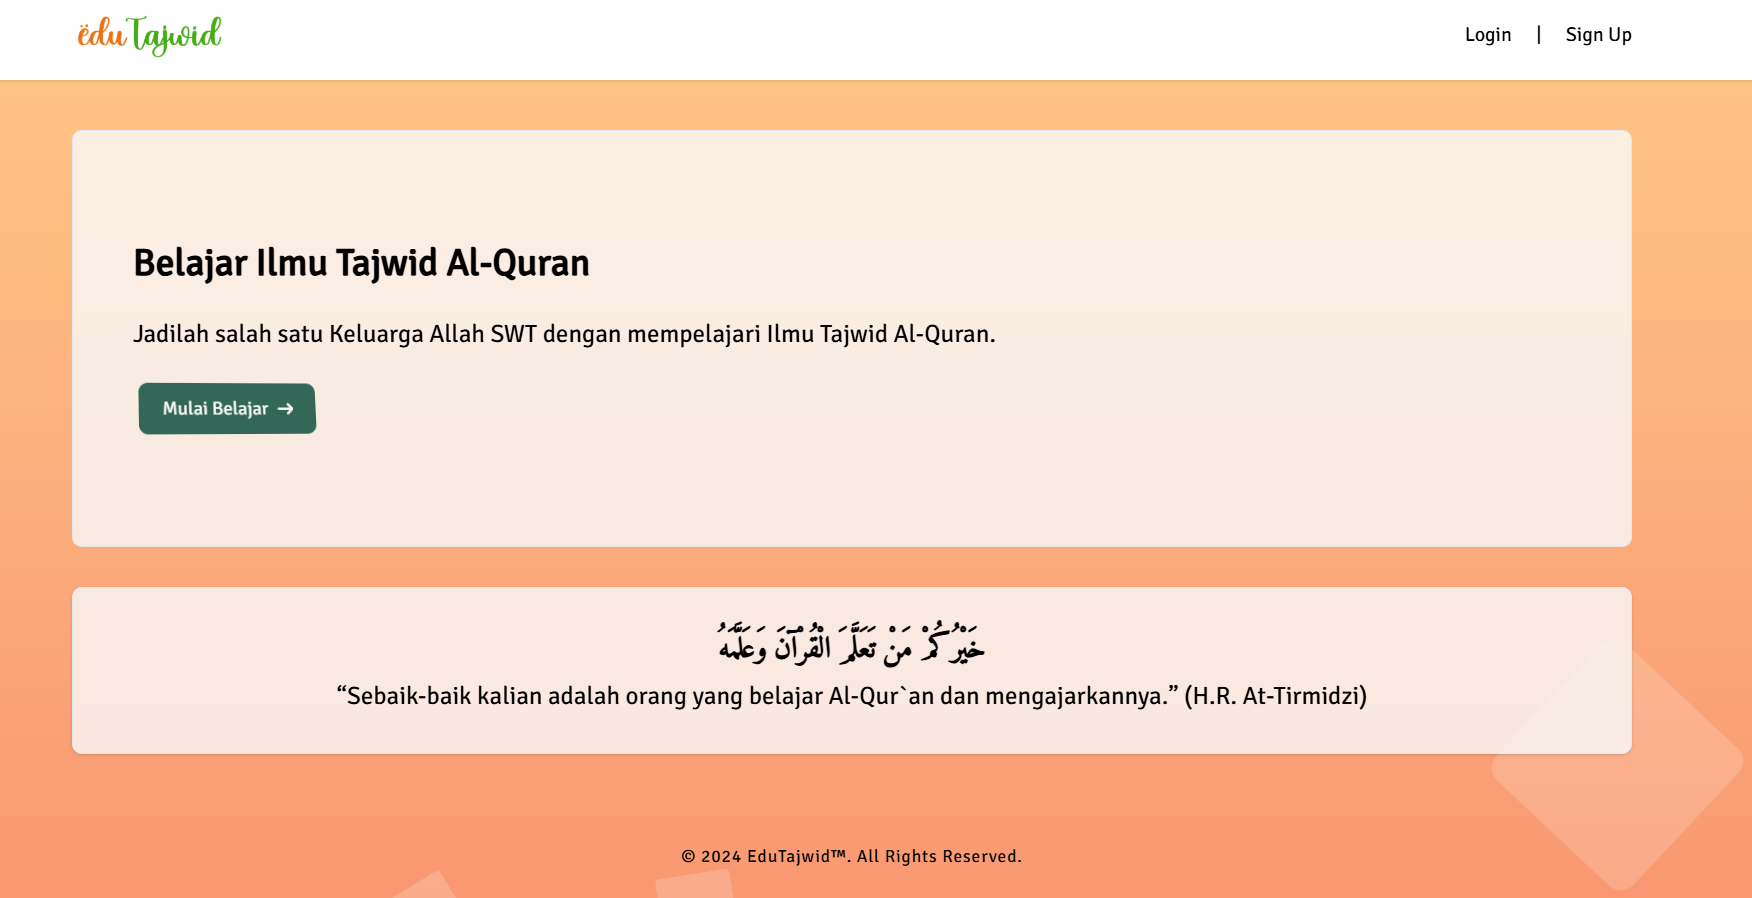 ëdu Tajwid
Login | Sign Up
Belajar Ilmu Tajwid Al-Quran
Jadilah salah satu Keluarga Allah SWT dengan mempelajari Ilmu Tajwid Al-Quran.
Mulai Belajar →
خَيْرُكُمْ مَنْ تَعَلَّمَ الْقُرْآنَ وَعَلَّمَهُ
“Sebaik-baik kalian adalah orang yang belajar Al-Qur`an dan mengajarkannya.” (H.R. At-Tirmidzi)
© 2024 EduTajwid™. All Rights Reserved.